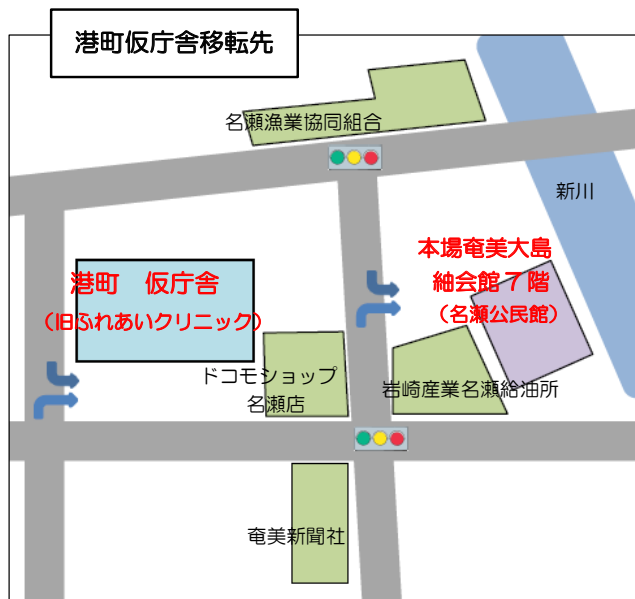 港町仮庁舎移転先
名瀬漁業協同組合
新川
本場奄美大島
紬会館７階
（名瀬公民館）
港町　仮庁舎
（旧ふれあいクリニック）
ドコモショップ
名瀬店
岩崎産業名瀬給油所
奄美新聞社